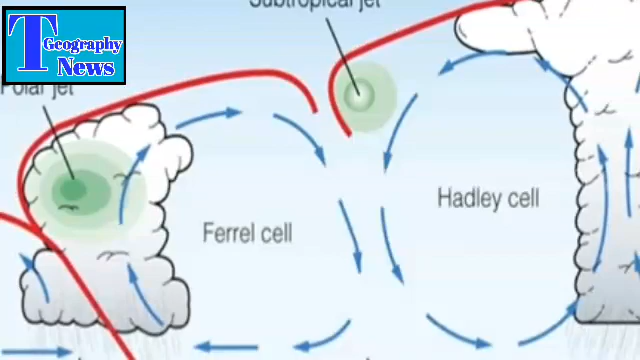 Subtropical jet
T Geography
News
Polar jet
Hadley cell
Ferrel cell